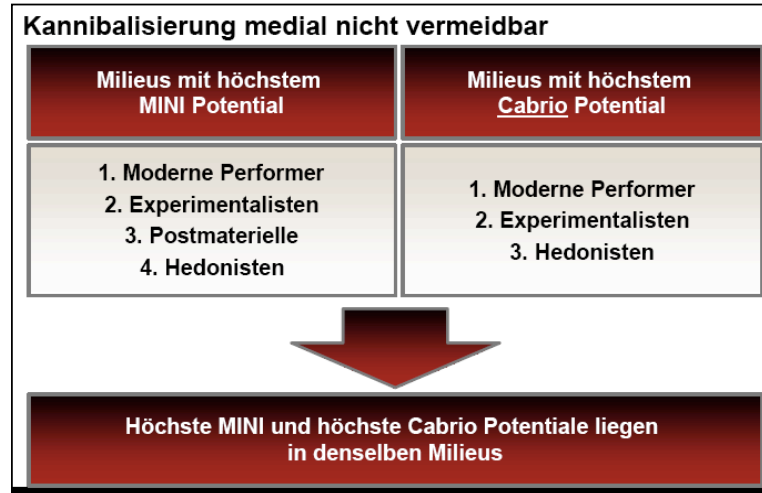 Kannibalisierung medial nicht vermeidbar
Milieus mit höchstem
MINI Potential
Milieus mit höchstem
Cabrio Potential
1. Moderne Performer
2. Experimentalisten
3. Postmaterielle
4. Hedonisten
1. Moderne Performer
2. Experimentalisten
3. Hedonisten
Höchste MINI und höchste Cabrio Potentiale liegen
in denselben Milieus